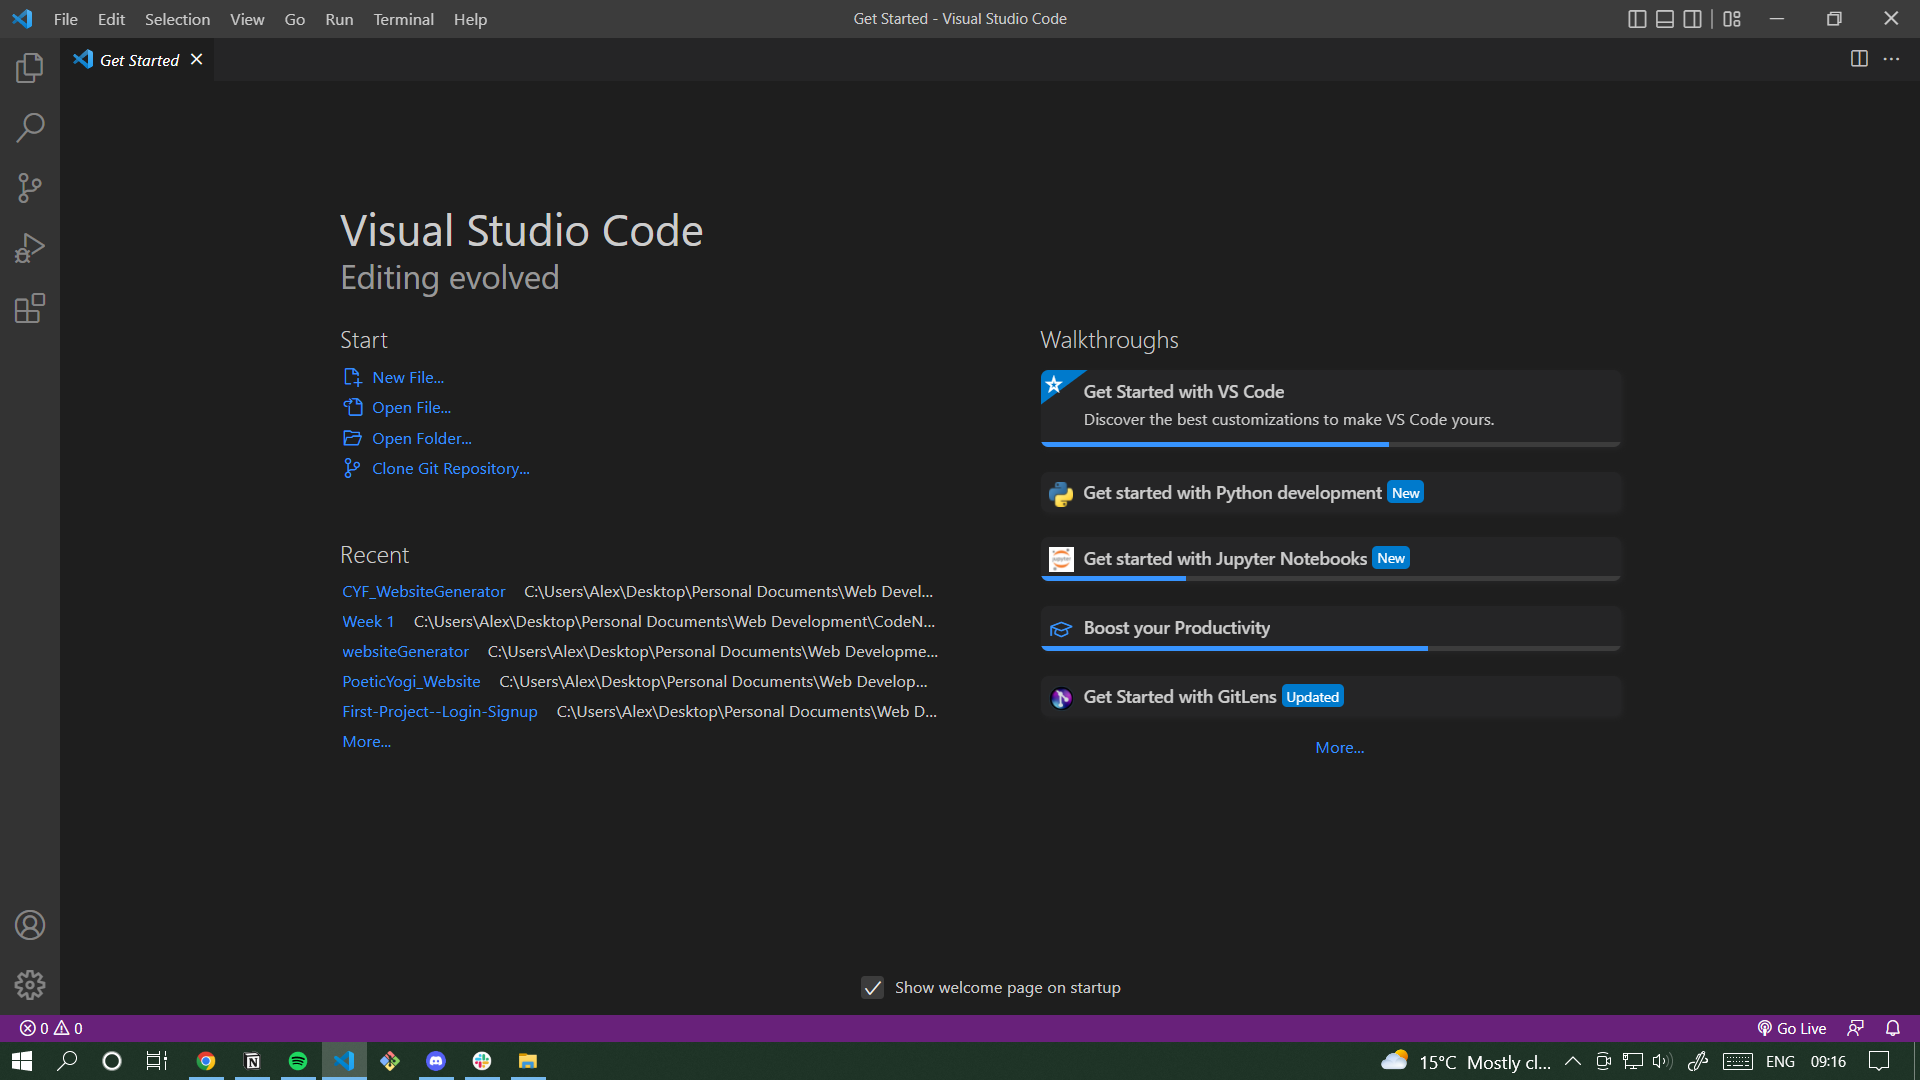 File Edit Selection View Go Run Terminal Help
Get Started - Visual Studio Code
Get Started
Visual Studio Code
Editing evolved
Start
New File...
Open File...
Open Folder...
Clone Git Repository...
Recent
CYF_WebsiteGenerator C:\Users\Alex\Desktop\Personal Documents\Web Devel...
Week 1 C:\Users\Alex\Desktop\Personal Documents\Web Development\CodeN...
websiteGenerator C:\Users\Alex\Desktop\Personal Documents\Web Developme...
PoeticYogi_Website C:\Users\Alex\Desktop\Personal Documents\Web Develop...
First-Project--Login-Signup C:\Users\Alex\Desktop\Personal Documents\Web D...
More...
Walkthroughs
Get Started with VS Code
Discover the best customizations to make VS Code yours.
Get started with Python development New
Get started with Jupyter Notebooks New
Boost your Productivity
Get Started with GitLens Updated
More...
Show welcome page on startup
0 0
Go Live
15°C Mostly cl...
ENG
09:16